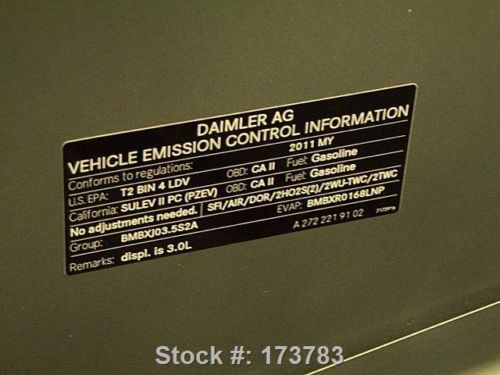 DAIMLER AG
VEHICLE EMISSION CONTROL INFORMATION
Conforms to regulations: 2011 MY
U.S. EPA: T2 BIN 4 LDV OBD: CA II Fuel: Gasoline
California: SULEV II PC (PZEV) OBD: CA II Fuel: Gasoline
No adjustments needed. SFI/AIR/DOR/2HO2S(2)/2WU-TWC/2TWC
Group: BMBXJ03.5S2A EVAP: BMBXR0168LNP
Remarks: displ. is 3.0L A 272 221 91 02
Stock #: 173783